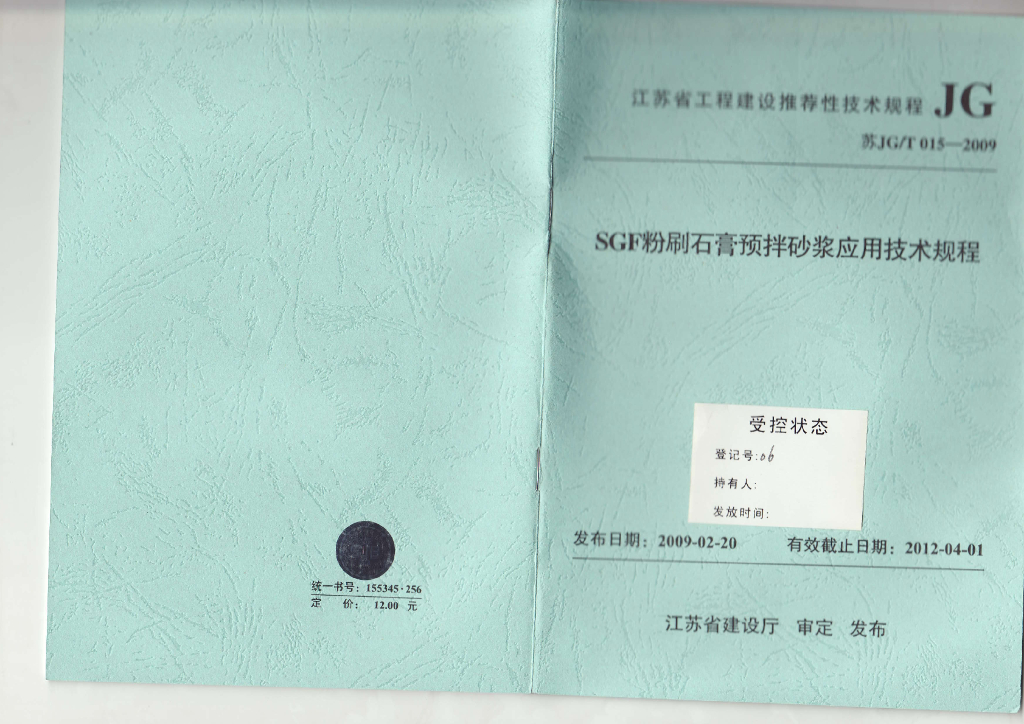 江苏省工程建设推荐性技术规程 JG
苏JG/T 015—2009
SGF粉刷石膏预拌砂浆应用技术规程
受控状态
登记号:06
持有人:
发放时间:
发布日期：2009-02-20 有效截止日期：2012-04-01
江苏省建设厅 审定 发布
统一书号：155345·256
定 价： 12.00 元